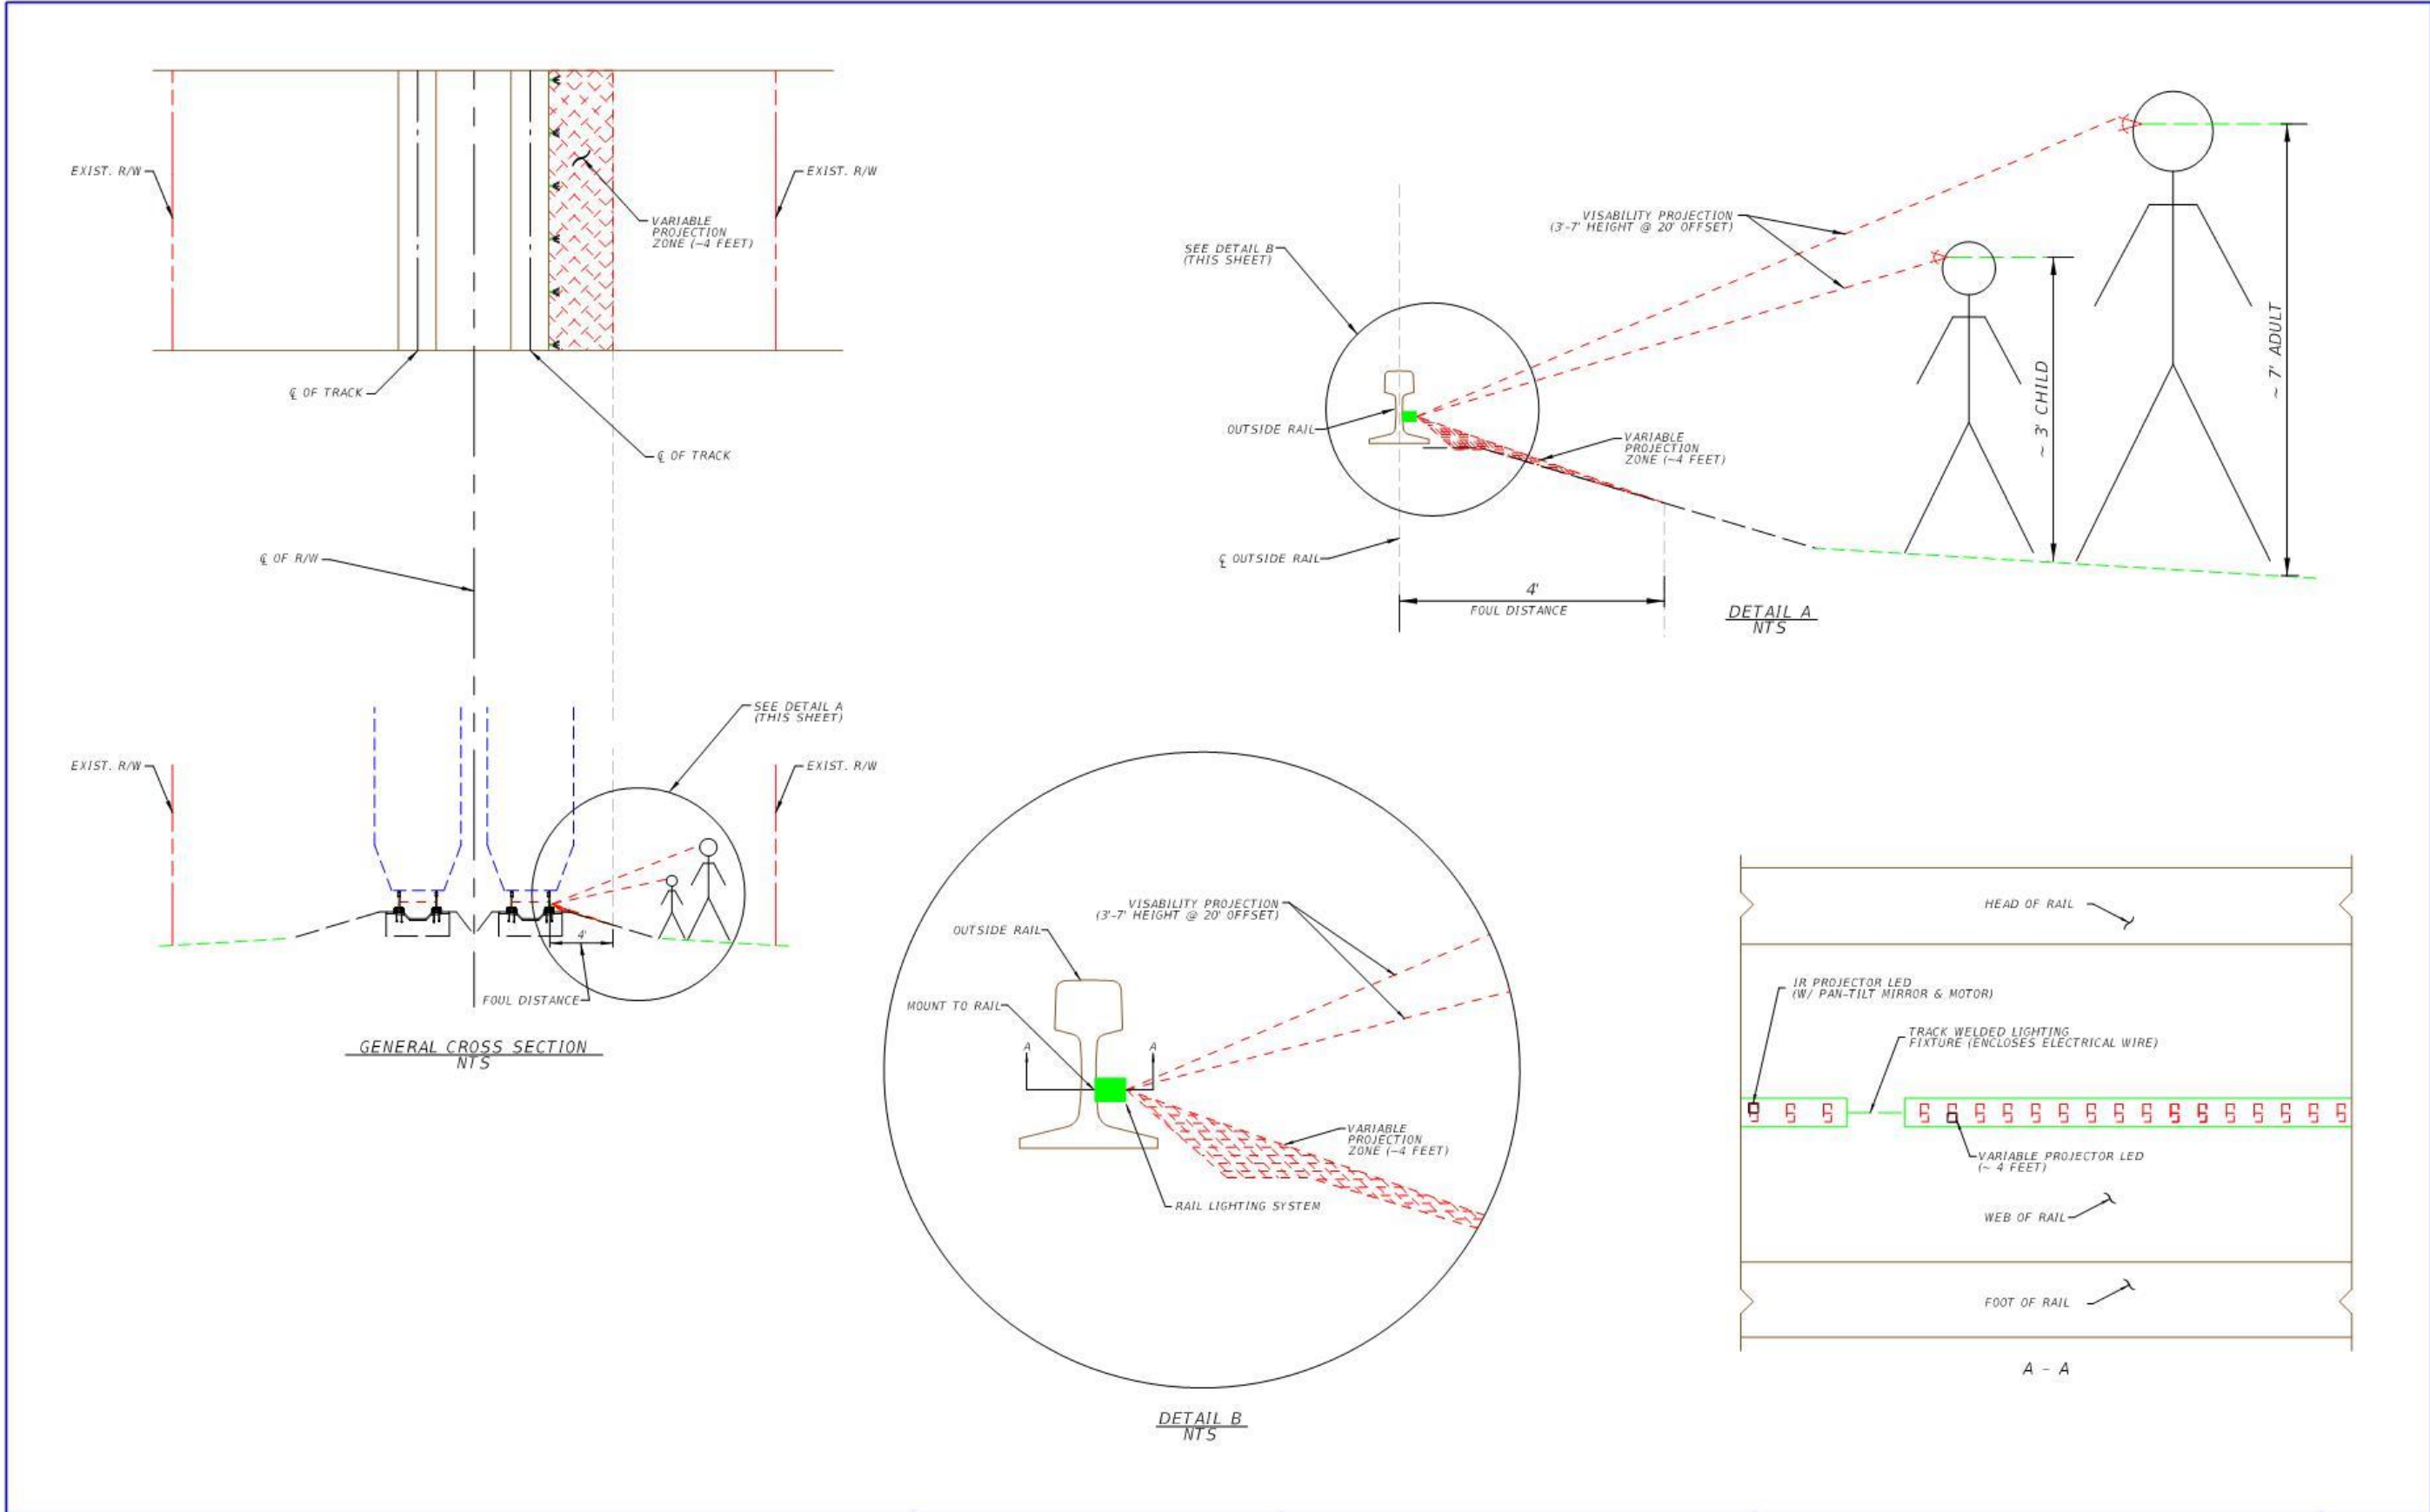 EXIST. R/W
EXIST. R/W
VARIABLE
PROJECTION
ZONE (~4 FEET)
℄ OF TRACK
℄ OF TRACK
℄ OF R/W
SEE DETAIL A
(THIS SHEET)
EXIST. R/W
EXIST. R/W
4'
FOUL DISTANCE
GENERAL CROSS SECTION
NTS
VISABILITY PROJECTION
(3'-7' HEIGHT @ 20' OFFSET)
SEE DETAIL B
(THIS SHEET)
OUTSIDE RAIL
VARIABLE
PROJECTION
ZONE (~4 FEET)
℄ OUTSIDE RAIL
4'
FOUL DISTANCE
~ 3' CHILD
~ 7' ADULT
DETAIL A
NTS
VISABILITY PROJECTION
(3'-7' HEIGHT @ 20' OFFSET)
OUTSIDE RAIL
MOUNT TO RAIL
A
A
VARIABLE
PROJECTION
ZONE (~4 FEET)
RAIL LIGHTING SYSTEM
DETAIL B
NTS
HEAD OF RAIL
IR PROJECTOR LED
(W/ PAN-TILT MIRROR & MOTOR)
TRACK WELDED LIGHTING
FIXTURE (ENCLOSES ELECTRICAL WIRE)
VARIABLE PROJECTOR LED
(~ 4 FEET)
WEB OF RAIL
FOOT OF RAIL
A - A